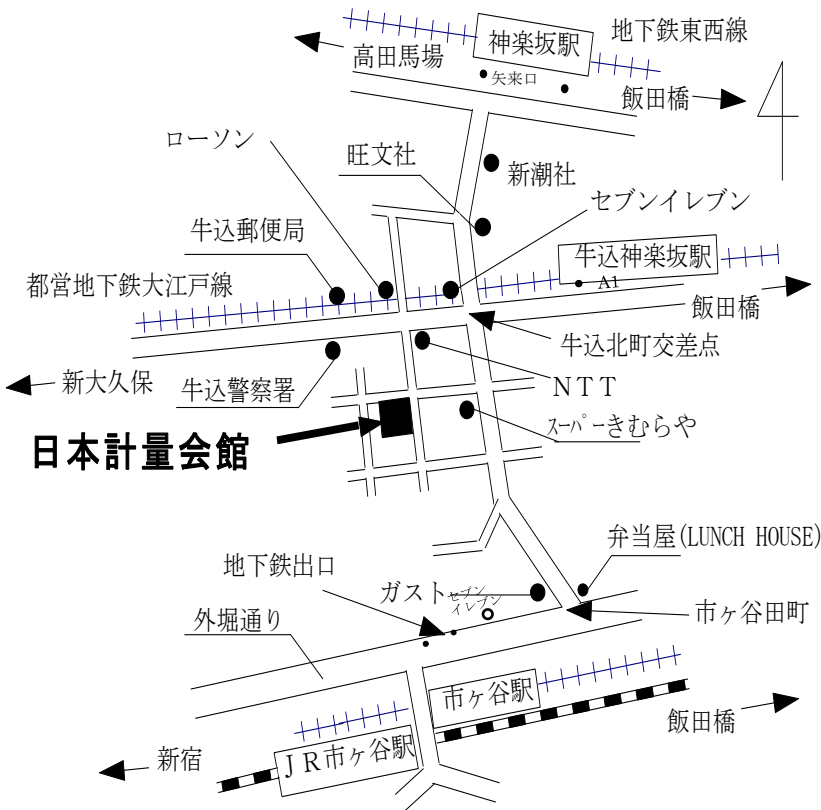 神楽坂駅
地下鉄東西線
高田馬場
矢来口
飯田橋
ローソン
旺文社
新潮社
セブンイレブン
牛込郵便局
牛込神楽坂駅
都営地下鉄大江戸線
A1
飯田橋
牛込北町交差点
新大久保
牛込警察署
NTT
スーパーきむらや
日本計量会館
弁当屋(LUNCH HOUSE)
地下鉄出口
ガスト
セブン
イレブン
外堀通り
市ヶ谷田町
市ヶ谷駅
飯田橋
新宿
JR市ヶ谷駅